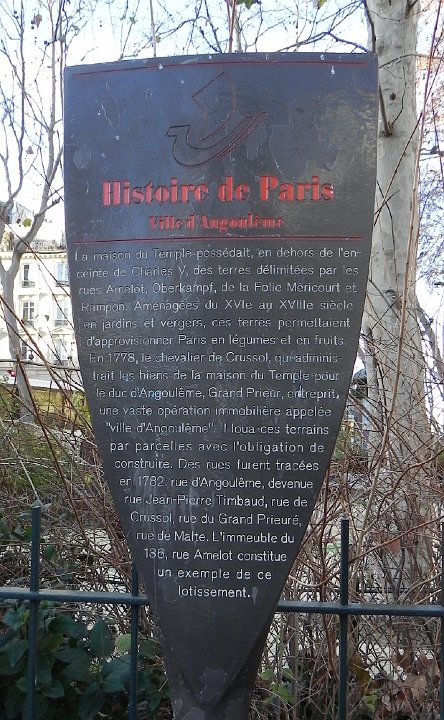 Histoire de Paris
Ville d'Angoulême
La maison du Temple possédait, en dehors de l'en-
ceinte de Charles V, des terres délimitées par les
rues Amelot, Oberkampf, de la Folie Méricourt et
Rampon. Aménagées du XVIe au XVIIIe siècle
en jardins et vergers, ces terres permettaient
d'approvisionner Paris en légumes et en fruits.
En 1778, le chevalier de Crussol, qui adminis-
trait les biens de la maison du Temple pour
le duc d'Angoulême, Grand Prieur, entreprit,
une vaste opération immobilière appelée
"ville d'Angoulême". Il loua ces terrains
par parcelles avec l'obligation de
construire. Des rues furent tracées
en 1782: rue d'Angoulême, devenue
rue Jean-Pierre Timbaud, rue de
Crussol, rue du Grand Prieuré,
rue de Malte. L'immeuble du
136, rue Amelot constitue
un exemple de ce
lotissement.